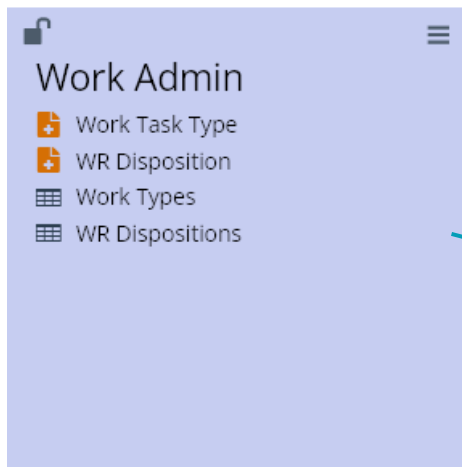 Work Admin
Work Task Type
WR Disposition
Work Types
WR Dispositions